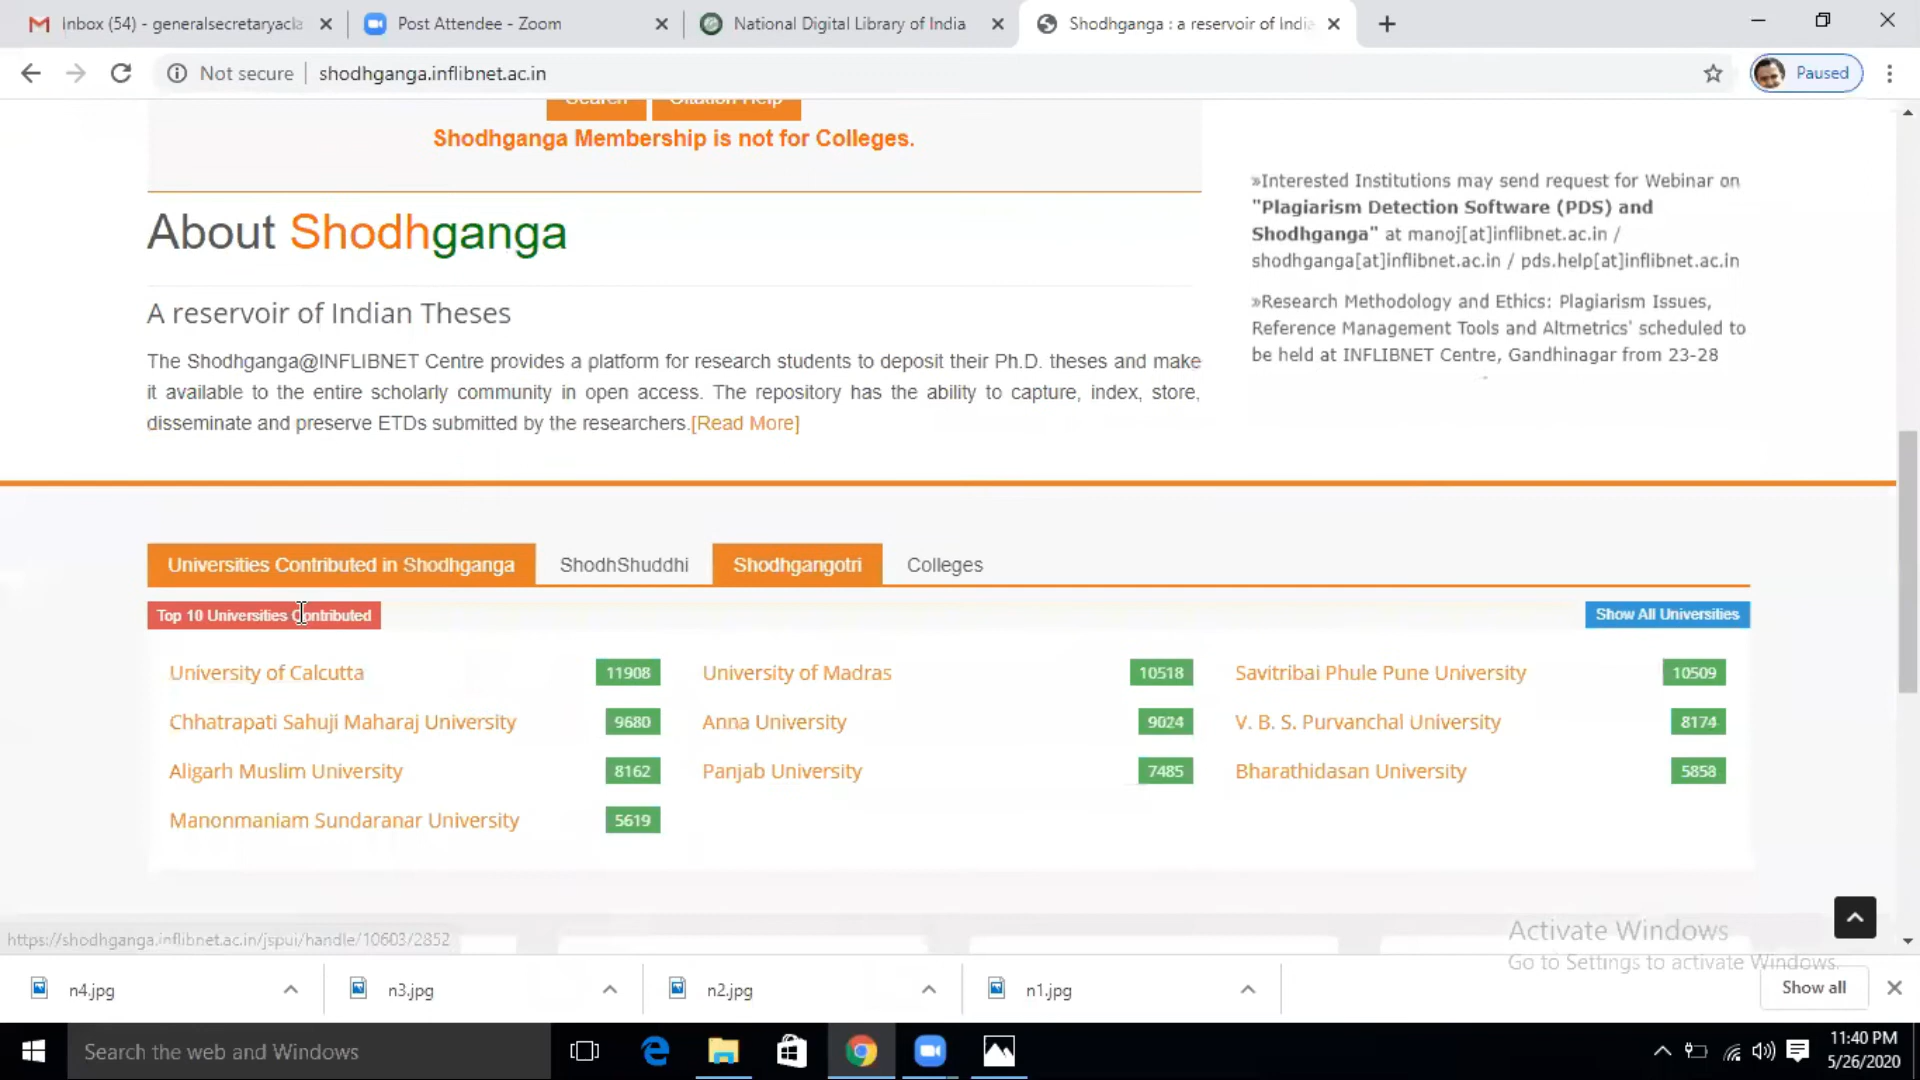 Inbox (54) - generalsecretaryacla
Post Attendee - Zoom
National Digital Library of India
Shodhganga : a reservoir of India
Not secure
shodhganga.inflibnet.ac.in
Paused
Search
Citation Help
Shodhganga Membership is not for Colleges.
About Shodhganga
A reservoir of Indian Theses
The Shodhganga@INFLIBNET Centre provides a platform for research students to deposit their Ph.D. theses and make
it available to the entire scholarly community in open access. The repository has the ability to capture, index, store,
disseminate and preserve ETDs submitted by the researchers.[Read More]
»Interested Institutions may send request for Webinar on
"Plagiarism Detection Software (PDS) and
Shodhganga" at manoj[at]inflibnet.ac.in /
shodhganga[at]inflibnet.ac.in / pds.help[at]inflibnet.ac.in
»Research Methodology and Ethics: Plagiarism Issues,
Reference Management Tools and Altmetrics' scheduled to
be held at INFLIBNET Centre, Gandhinagar from 23-28
Universities Contributed in Shodhganga
ShodhShuddhi
Shodhgangotri
Colleges
Top 10 Universities Contributed
Show All Universities
University of Calcutta 11908
University of Madras 10518
Savitribai Phule Pune University 10509
Chhatrapati Sahuji Maharaj University 9680
Anna University 9024
V. B. S. Purvanchal University 8174
Aligarh Muslim University 8162
Panjab University 7485
Bharathidasan University 5858
Manonmaniam Sundaranar University 5619
Activate Windows
Go to Settings to activate Windows.
https://shodhganga.inflibnet.ac.in/jspui/handle/10603/2852
n4.jpg
n3.jpg
n2.jpg
n1.jpg
Show all
Search the web and Windows
11:40 PM
5/26/2020